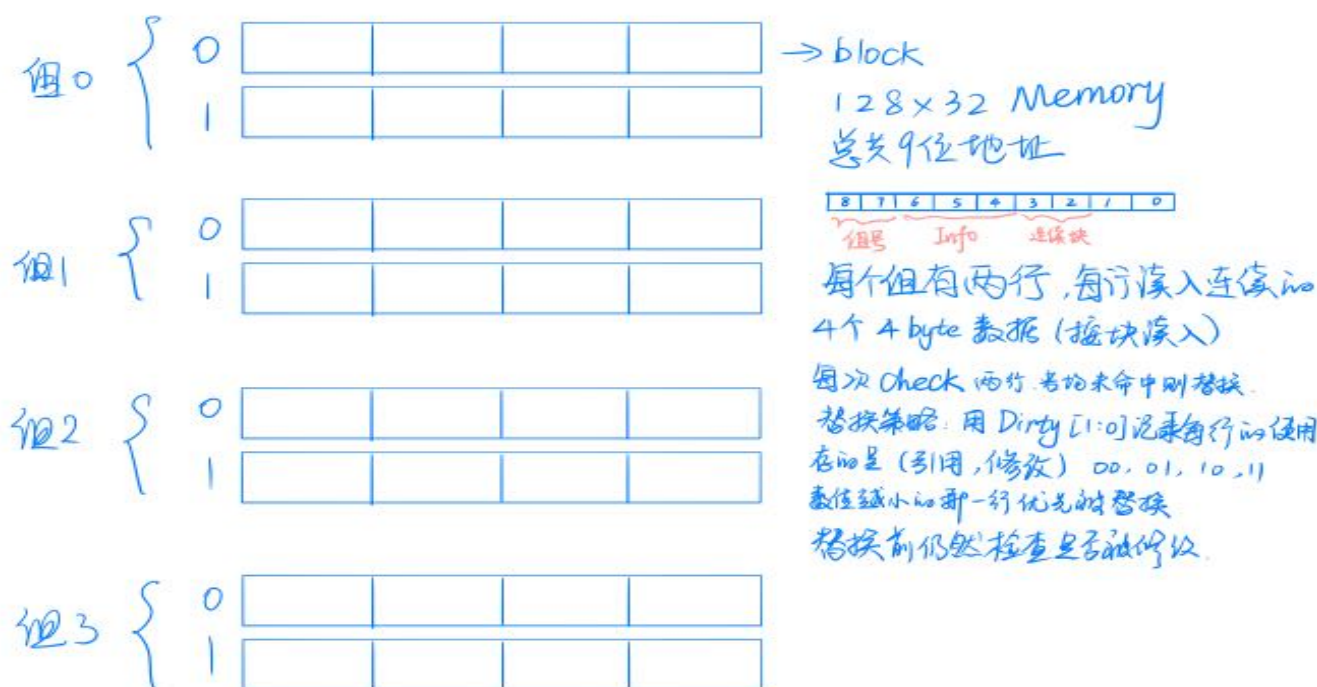 组0
0
1
→ block
128×32 Memory
总共9位地址
8 7 6 5 4 3 2 1 0
组号 Info 连续块
组1
0
1
每个组有两行,每行读入连续的
4个 4 byte 数据 (按块读入)
每次 Check 两行.若均未命中则替换.
替换策略: 用 Dirty [1:0] 记录每行的使用
存的是 (引用,修改) 00, 01, 10, 11
数值越小的那一行优先被替换
替换前仍然检查是否被修改.
组2
0
1
组3
0
1